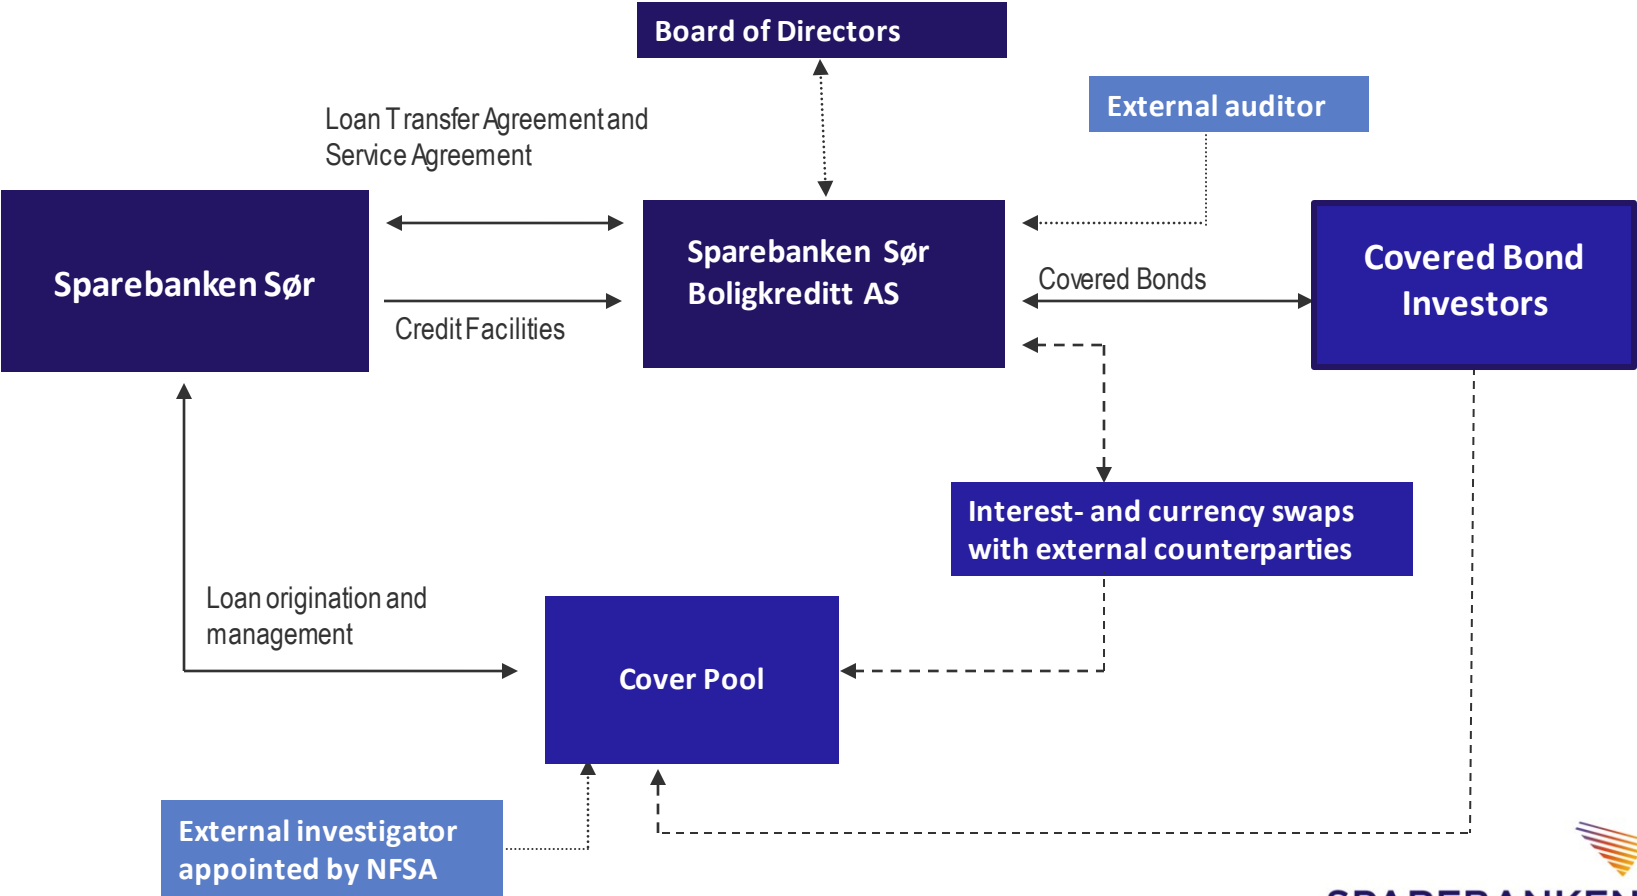 Board of Directors
External auditor
Loan Transfer Agreement and
Service Agreement
Sparebanken Sør
Sparebanken Sør
Boligkreditt AS
Covered Bonds
Covered Bond
Investors
Credit Facilities
Interest- and currency swaps
with external counterparties
Loan origination and
management
Cover Pool
External investigator
appointed by NFSA
SPAREBANKEN